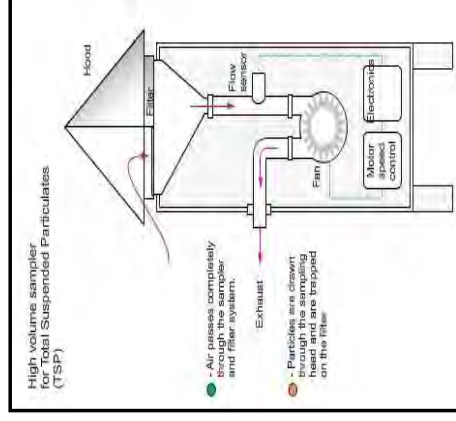 High volume sampler
for Total Suspended Particulates
(TSP)
Hood
Filter
- Air passes completely
through the sampler
and filter system.
Flow
sensor
Exhaust
Fan
- Particles are drawn
through the sampling
head and are trapped
on the filter
Motor
speed
control
Electronics